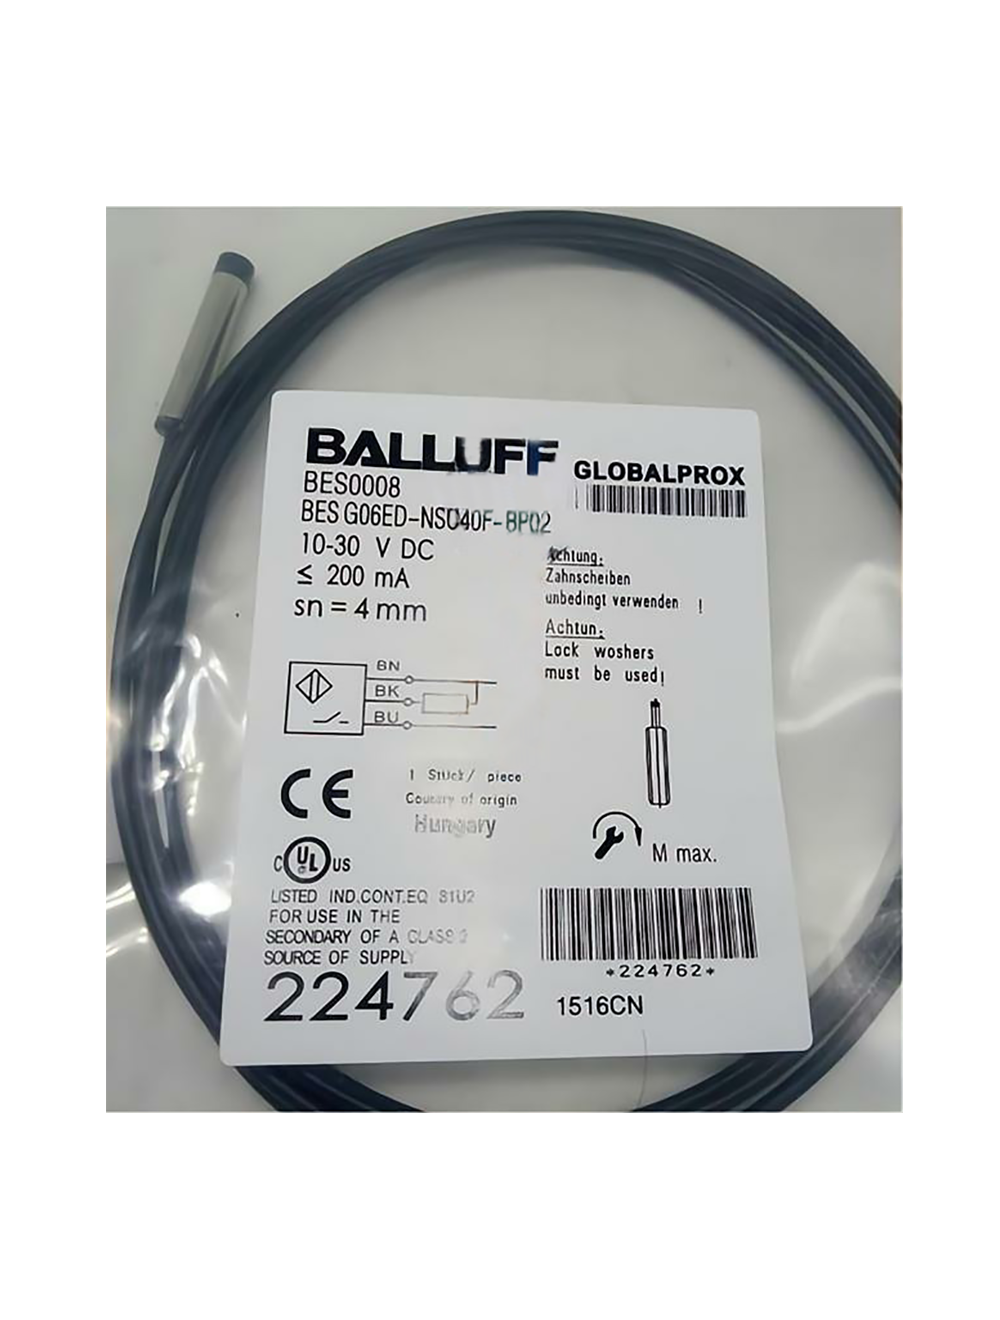 BALLUFF
GLOBALPROX
BES0008
BES G06ED-NSC40F-BP02
10-30 V DC
≤ 200 mA
sn = 4 mm
Achtung:
Zahnscheiben
unbedingt verwenden !
Achtun:
Lock woshers
must be used!
BN
BK
BU
CE
1 Stück / piece
Country of origin
Hungary
M max.
C UL US
LISTED IND.CONT.EQ 81U2
FOR USE IN THE
SECONDARY OF A CLASS 2
SOURCE OF SUPPLY
224762
*224762*
1516CN